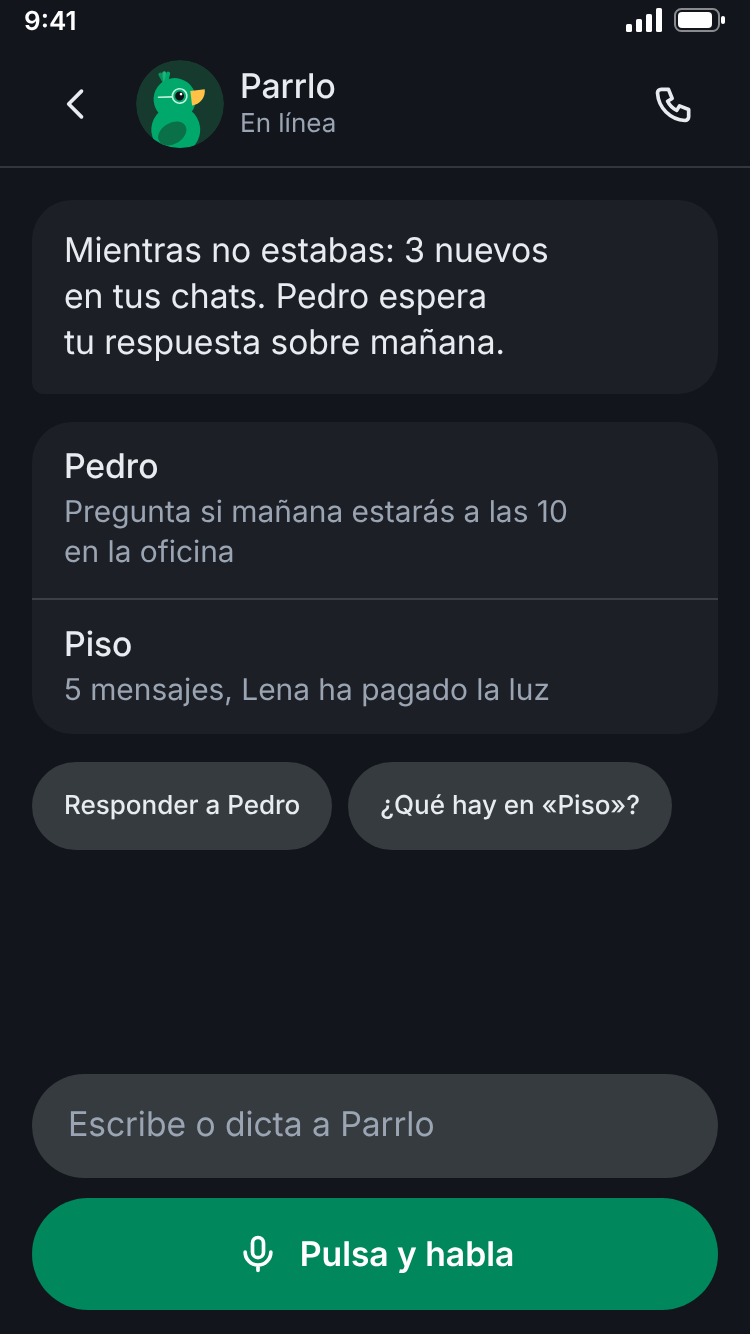 9:41
Parrlo
En línea
Mientras no estabas: 3 nuevos
en tus chats. Pedro espera
tu respuesta sobre mañana.
Pedro
Pregunta si mañana estarás a las 10
en la oficina
Piso
5 mensajes, Lena ha pagado la luz
Responder a Pedro
¿Qué hay en «Piso»?
Escribe o dicta a Parrlo
Pulsa y habla